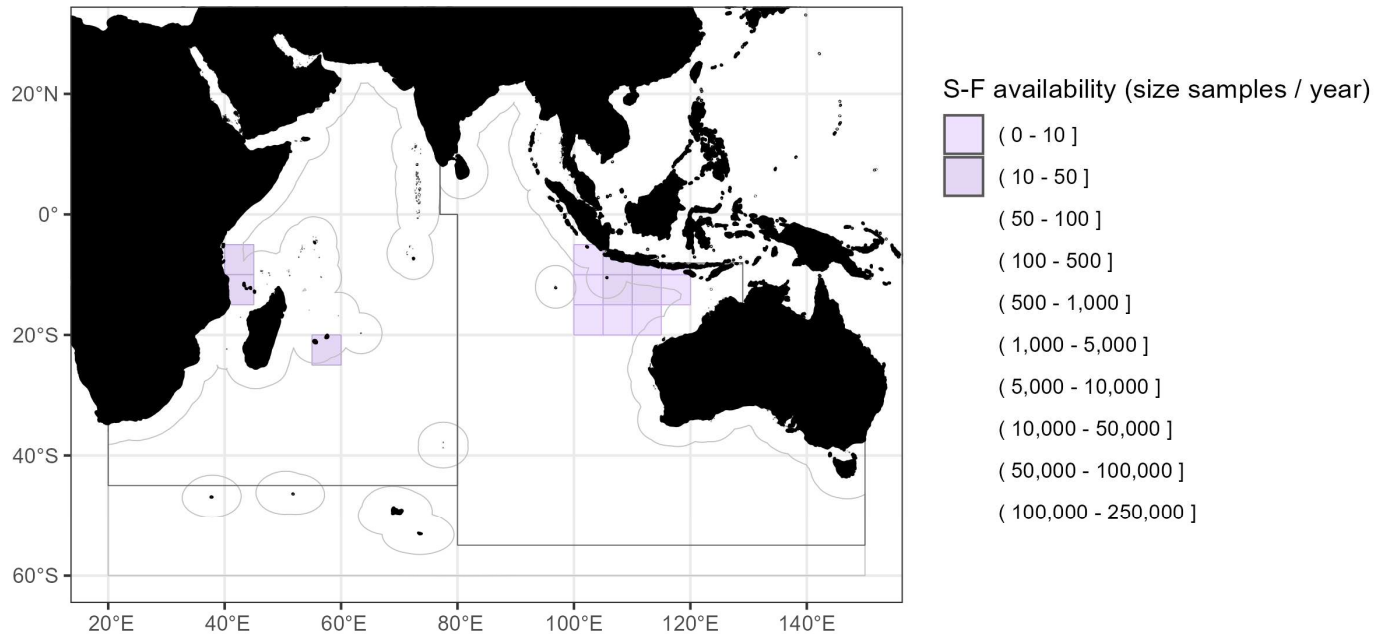 S-F availability (size samples / year)
( 0 - 10 ]
( 10 - 50 ]
( 50 - 100 ]
( 100 - 500 ]
( 500 - 1,000 ]
( 1,000 - 5,000 ]
( 5,000 - 10,000 ]
( 10,000 - 50,000 ]
( 50,000 - 100,000 ]
( 100,000 - 250,000 ]
20°N
0°
20°S
40°S
60°S
20°E 40°E 60°E 80°E 100°E 120°E 140°E